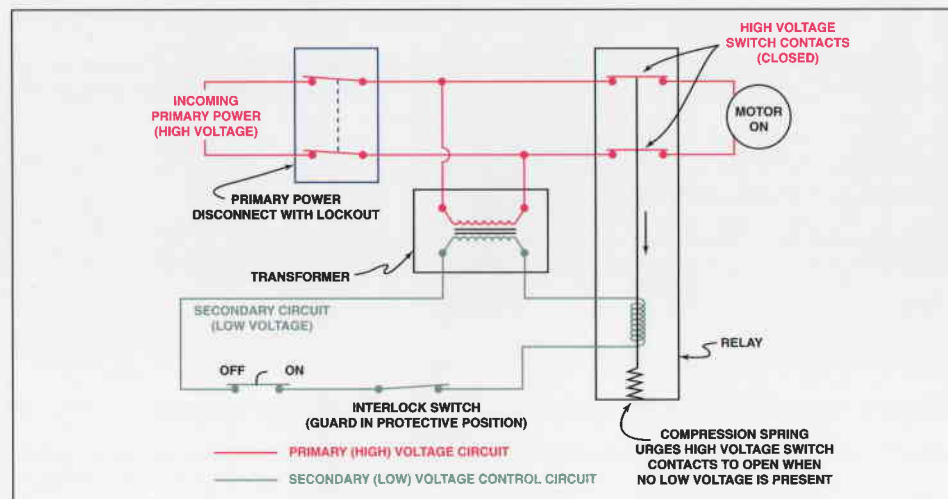 HIGH VOLTAGE
SWITCH CONTACTS
(CLOSED)
INCOMING
PRIMARY POWER
(HIGH VOLTAGE)
MOTOR
ON
PRIMARY POWER
DISCONNECT WITH LOCKOUT
TRANSFORMER
SECONDARY CIRCUIT
(LOW VOLTAGE)
RELAY
OFF ON
INTERLOCK SWITCH
(GUARD IN PROTECTIVE POSITION)
COMPRESSION SPRING
URGES HIGH VOLTAGE SWITCH
CONTACTS TO OPEN WHEN
NO LOW VOLTAGE IS PRESENT
PRIMARY (HIGH) VOLTAGE CIRCUIT
SECONDARY (LOW) VOLTAGE CONTROL CIRCUIT